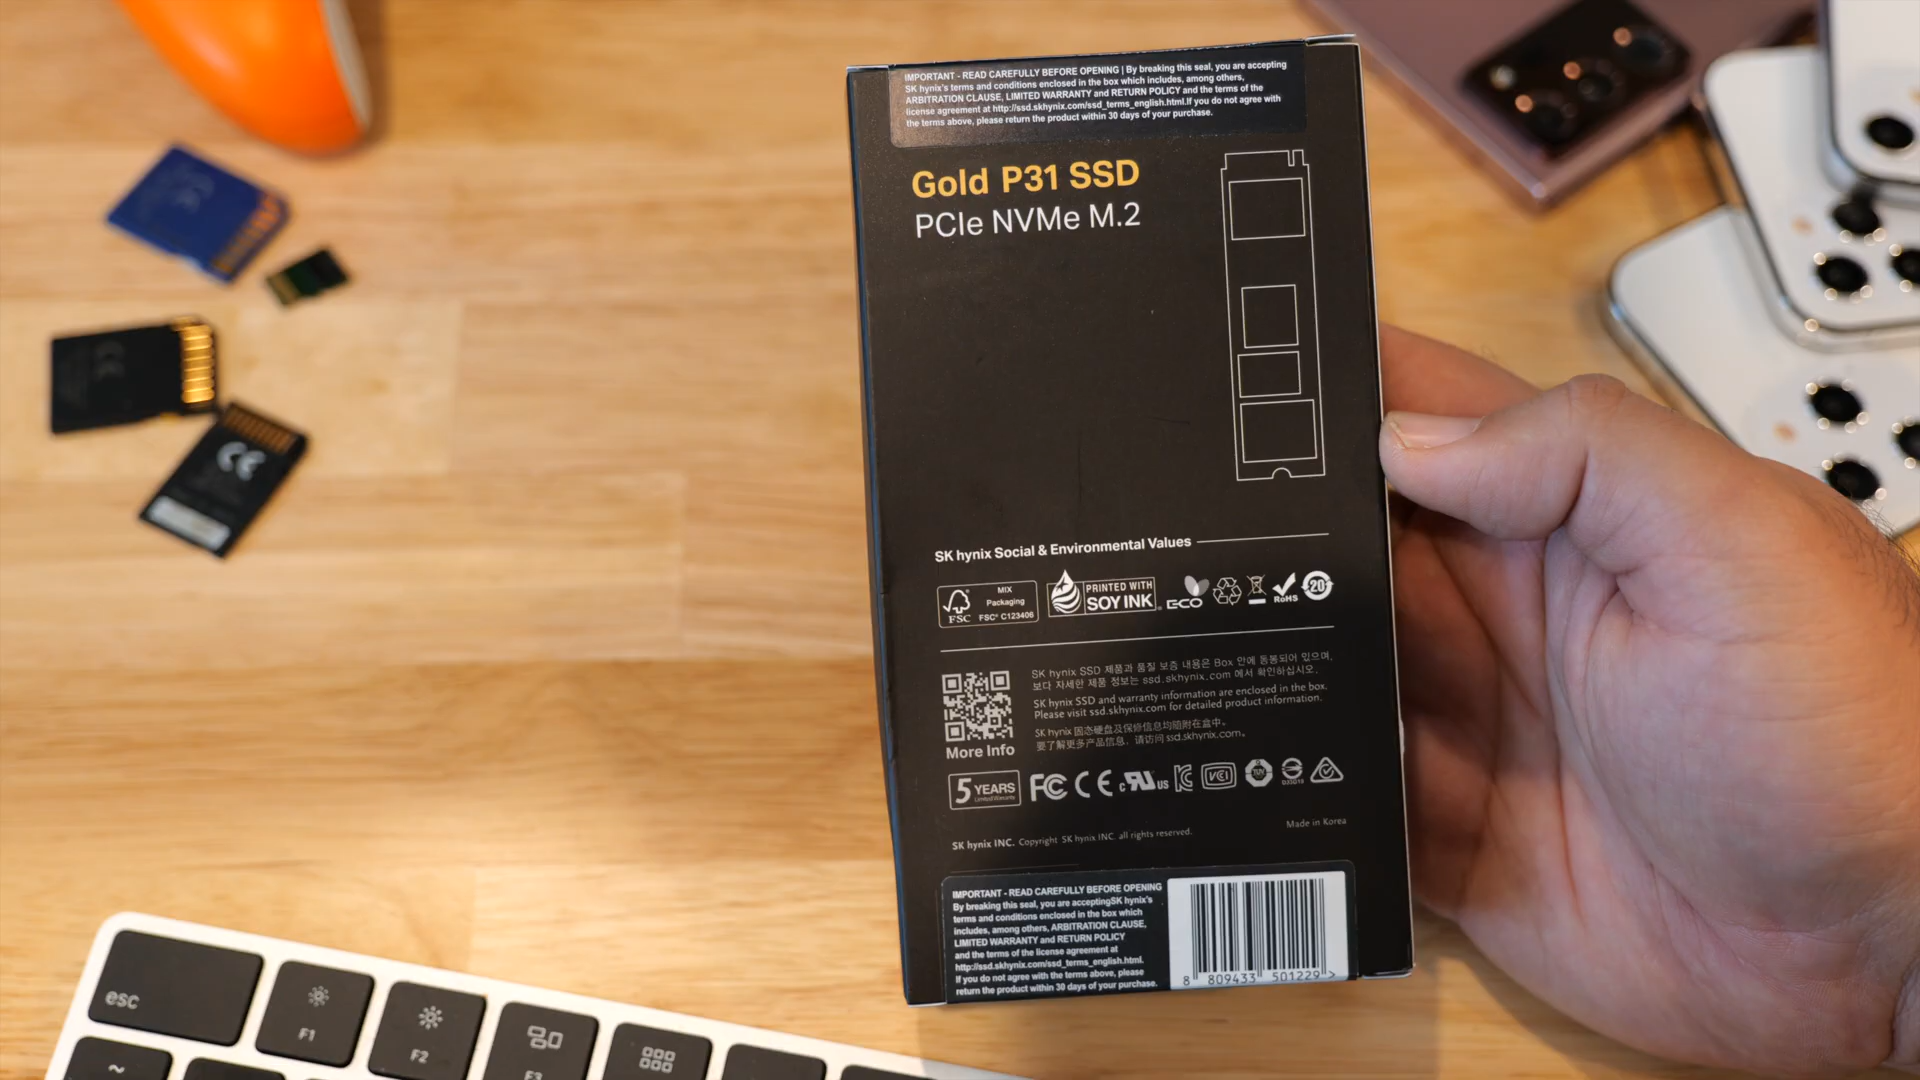 IMPORTANT - READ CAREFULLY BEFORE OPENING | By breaking this seal, you are accepting
SK hynix's terms and conditions enclosed in the box which includes, among others,
ARBITRATION CLAUSE, LIMITED WARRANTY and RETURN POLICY and the terms of the
license agreement at http://ssd.skhynix.com/ssd_terms_english.html.If you do not agree with
the terms above, please return the product within 30 days of your purchase.
Gold P31 SSD
PCIe NVMe M.2
SK hynix Social & Environmental Values
FSC
MIX
Packaging
FSC® C123406
PRINTED WITH
SOY INK
ECO
RoHS
20
SK hynix SSD 제품과 품질 보증 내용은 Box 안에 동봉되어 있으며,
보다 자세한 제품 정보는 ssd.skhynix.com 에서 확인하십시오.
SK hynix SSD and warranty information are enclosed in the box.
Please visit ssd.skhynix.com for detailed product information.
SK hynix 固态硬盘及保修信息均随附在盒中。
要了解更多产品信息，请访问 ssd.skhynix.com。
More Info
5 YEARS
Limited Warranty
FC CE c RU us KC VCI TÜV
Made in Korea
SK hynix INC. Copyright SK hynix INC. all rights reserved.
IMPORTANT - READ CAREFULLY BEFORE OPENING
By breaking this seal, you are acceptingSK hynix's
terms and conditions enclosed in the box which
includes, among others, ARBITRATION CLAUSE,
LIMITED WARRANTY and RETURN POLICY
and the terms of the license agreement at
http://ssd.skhynix.com/ssd_terms_english.html.
If you do not agree with the terms above, please
return the product within 30 days of your purchase.
8 809433 501229 >
CE
CE
esc
F1
F2
F3
~